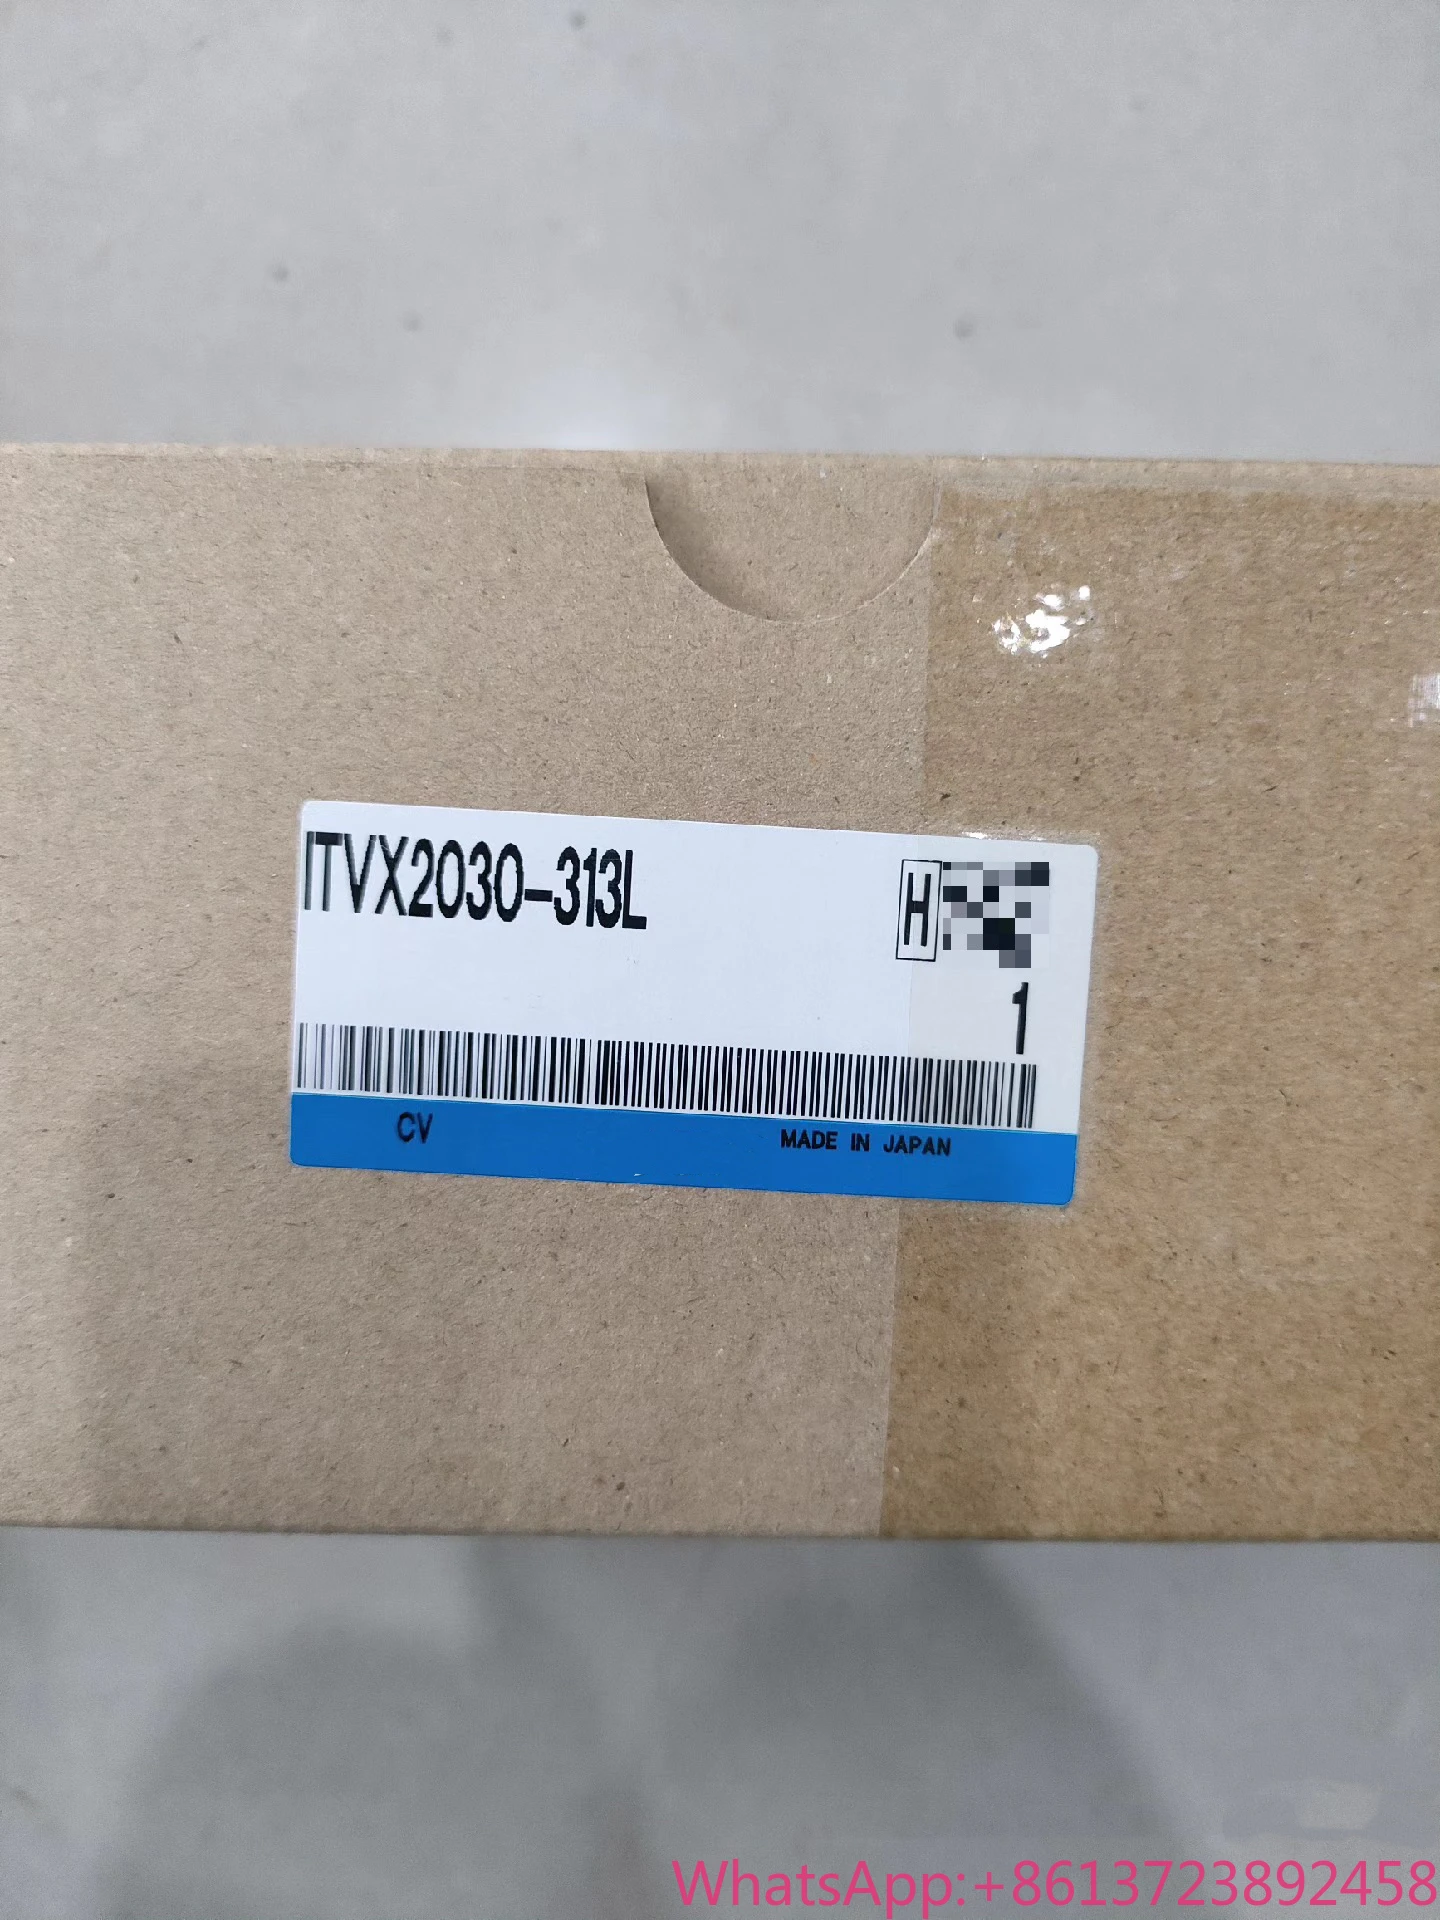 ITVX2030-313L
H
1
CV
MADE IN JAPAN
WhatsApp:+8613723892458